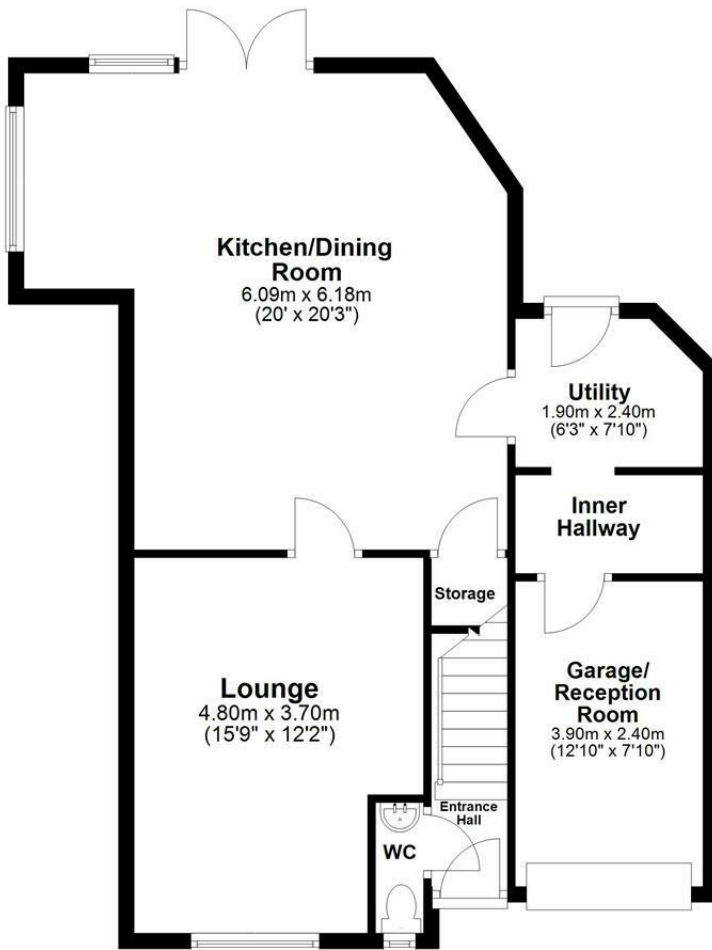 Kitchen/Dining
Room
6.09m x 6.18m
(20' x 20'3")
Utility
1.90m x 2.40m
(6'3" x 7'10")
Inner
Hallway
Storage
Lounge
4.80m x 3.70m
(15'9" x 12'2")
Garage/
Reception
Room
3.90m x 2.40m
(12'10" x 7'10")
Entrance
Hall
WC